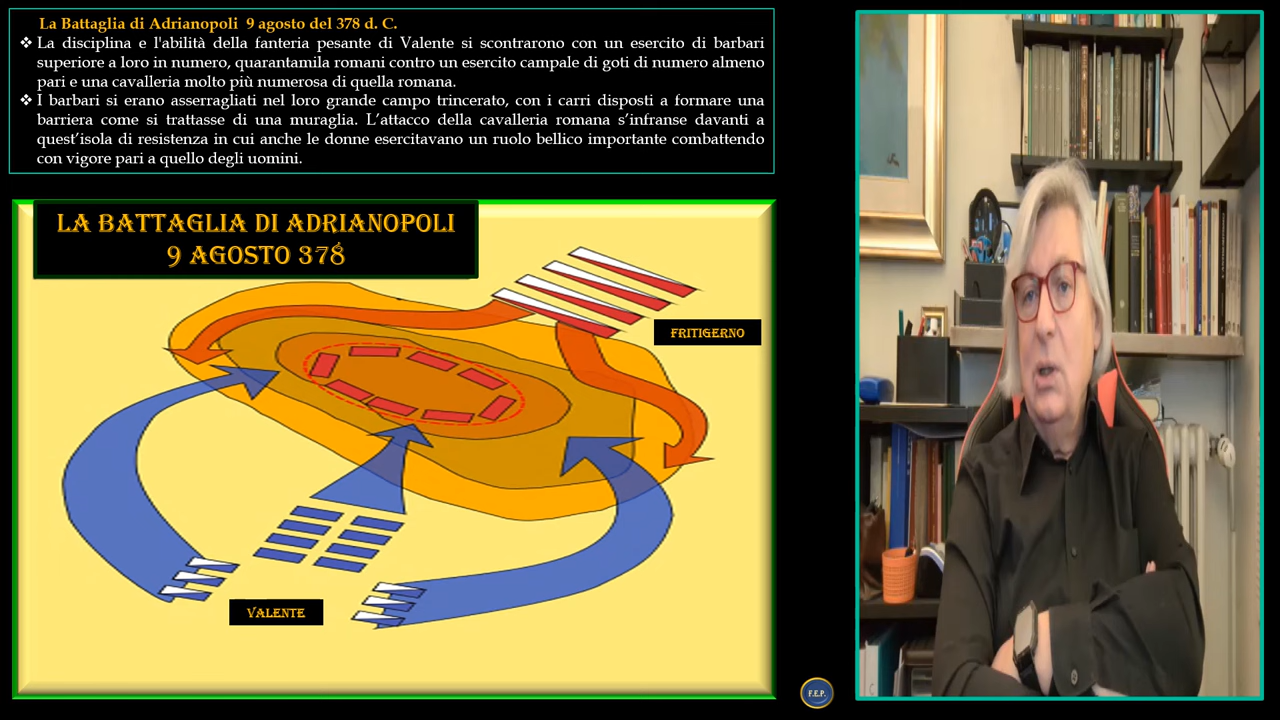 La Battaglia di Adrianopoli 9 agosto del 378 d. C.
❖ La disciplina e l'abilità della fanteria pesante di Valente si scontrarono con un esercito di barbari
superiore a loro in numero, quarantamila romani contro un esercito campale di goti di numero almeno
pari e una cavalleria molto più numerosa di quella romana.
❖ I barbari si erano asserragliati nel loro grande campo trincerato, con i carri disposti a formare una
barriera come si trattasse di una muraglia. L’attacco della cavalleria romana s’infranse davanti a
quest’isola di resistenza in cui anche le donne esercitavano un ruolo bellico importante combattendo
con vigore pari a quello degli uomini.
LA BATTAGLIA DI ADRIANOPOLI
9 AGOSTO 378
FRITIGERNO
VALENTE
F.E.P.